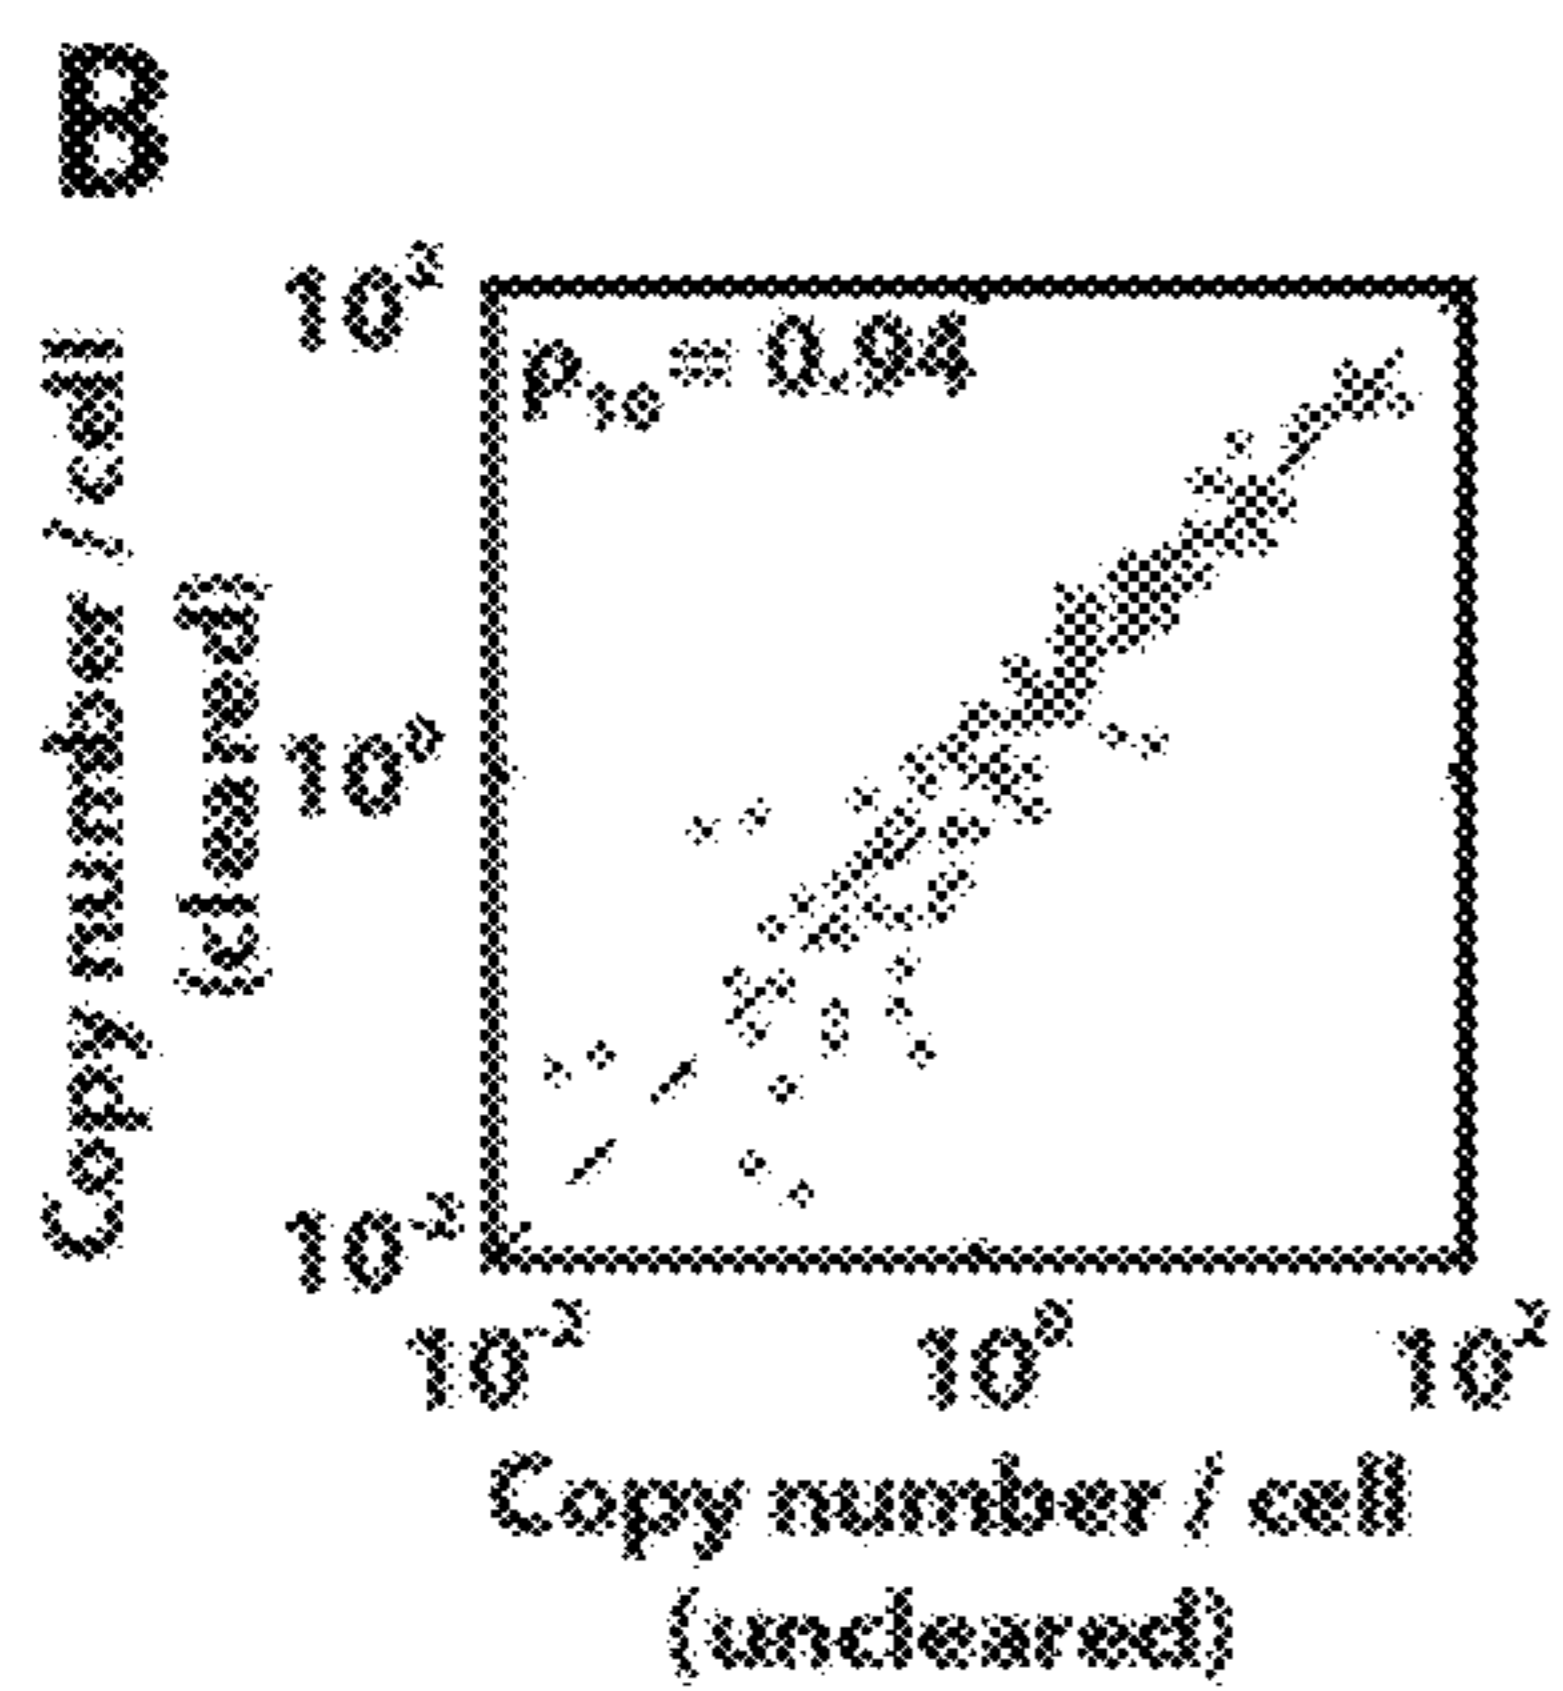 B
10²
ρ₁₀ = 0.94
Copy number / cell
(cleared)
10⁰
10⁻²
10⁻² 10⁰ 10²
Copy number / cell
(uncleared)